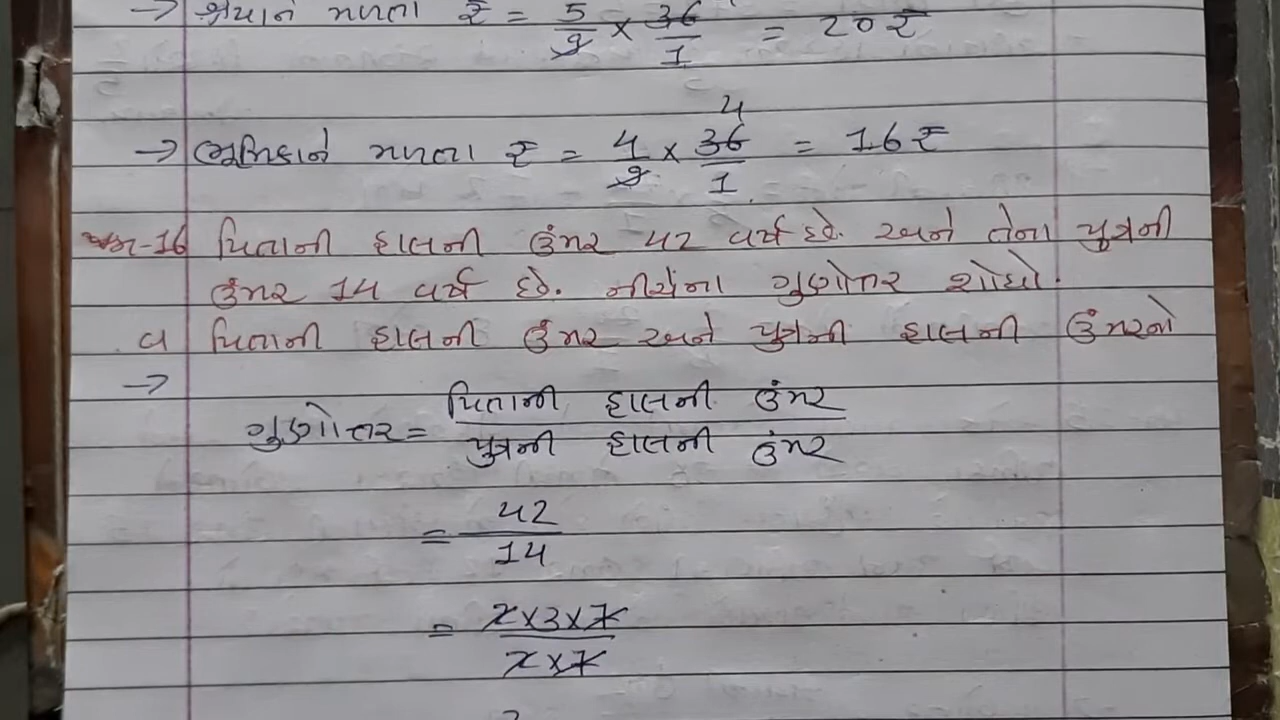 → શ્રેયાને મળતા ₹ = 5/9 × 36/1 = 20 ₹
4
→ ભૂમિકાને મળતા ₹ = 4/9 × 36/1 = 16 ₹
પ્રશ્ન-16 પિતાની હાલની ઉંમર 42 વર્ષ છે. અને તેના પુત્રની
ઉંમર 14 વર્ષ છે. નીચેના ગુણોત્તર શોધો.
પિતાની હાલની ઉંમર અને પુત્રની હાલની ઉંમરનો
→
ગુણોત્તર = પિતાની હાલની ઉંમર / પુત્રની હાલની ઉંમર
= 42/14
= 2×3×7 / 2×7